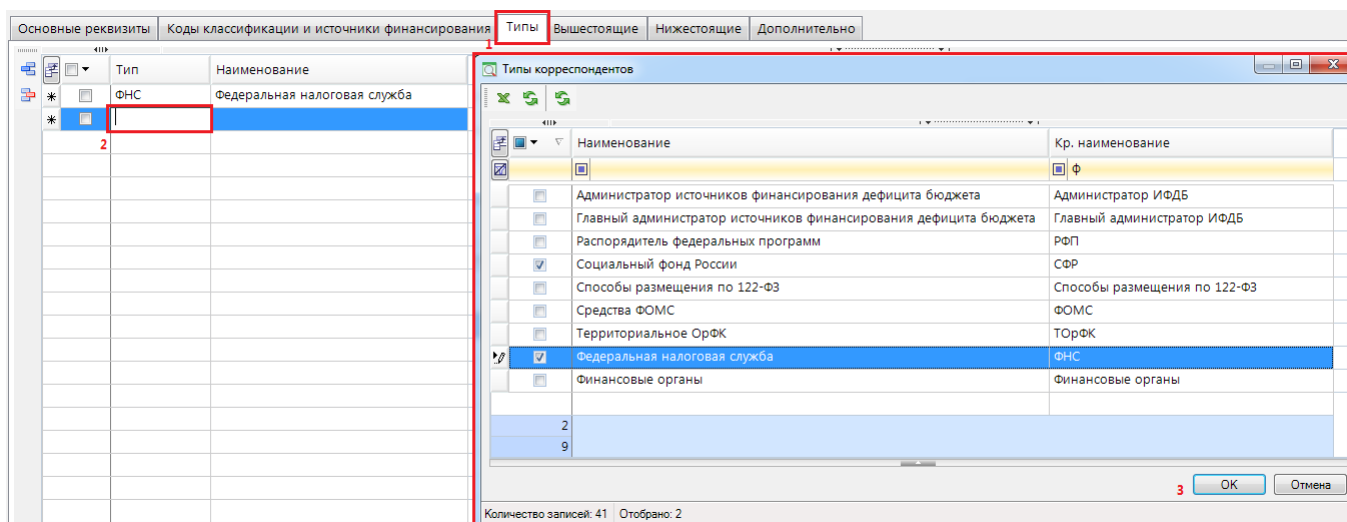 Основные реквизиты Коды классификации и источники финансирования Типы Вышестоящие Нижестоящие Дополнительно
1
Тип Наименование
ФНС Федеральная налоговая служба
2
Типы корреспондентов
Наименование Кр. наименование
ф
Администратор источников финансирования дефицита бюджета Администратор ИФДБ
Главный администратор источников финансирования дефицита бюджета Главный администратор ИФДБ
Распорядитель федеральных программ РФП
Социальный фонд России СФР
Способы размещения по 122-ФЗ Способы размещения по 122-ФЗ
Средства ФОМС ФОМС
Территориальное ОрФК ТОрФК
Федеральная налоговая служба ФНС
Финансовые органы Финансовые органы
2
9
3 OK Отмена
Количество записей: 41 Отобрано: 2